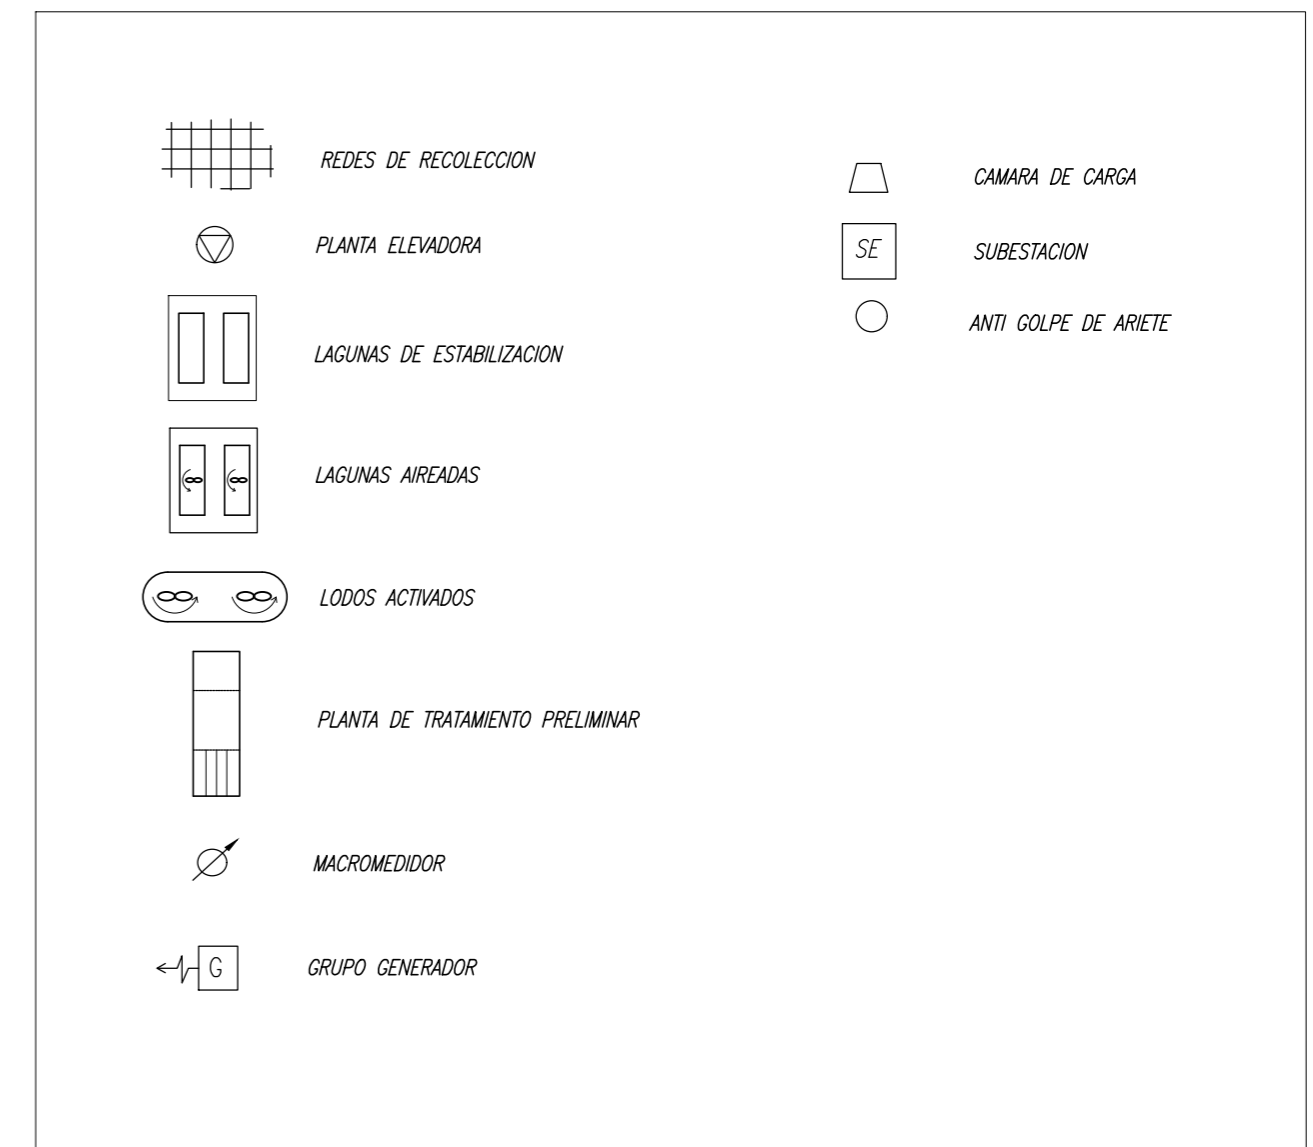 REDES DE RECOLECCION
PLANTA ELEVADORA
LAGUNAS DE ESTABILIZACION
LAGUNAS AIREADAS
LODOS ACTIVADOS
PLANTA DE TRATAMIENTO PRELIMINAR
MACROMEDIDOR
G GRUPO GENERADOR
CAMARA DE CARGA
SE SUBESTACION
ANTI GOLPE DE ARIETE